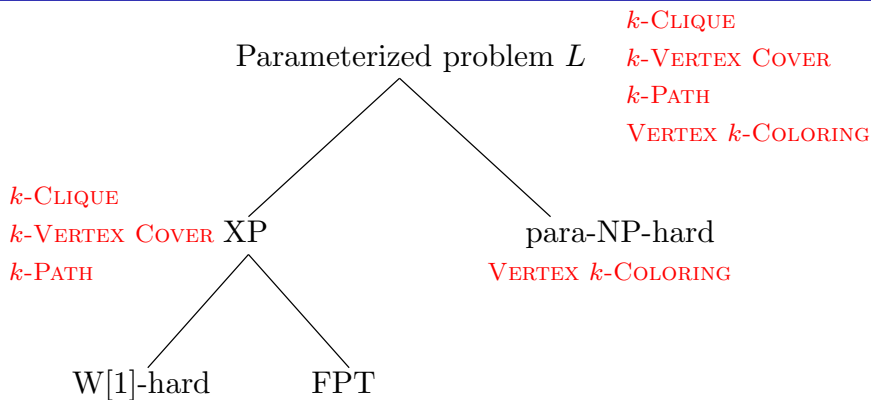 Parameterized problem L
k-Clique
k-Vertex Cover
k-Path
Vertex k-Coloring
k-Clique
k-Vertex Cover
k-Path
XP
para-NP-hard
Vertex k-Coloring
W[1]-hard
FPT